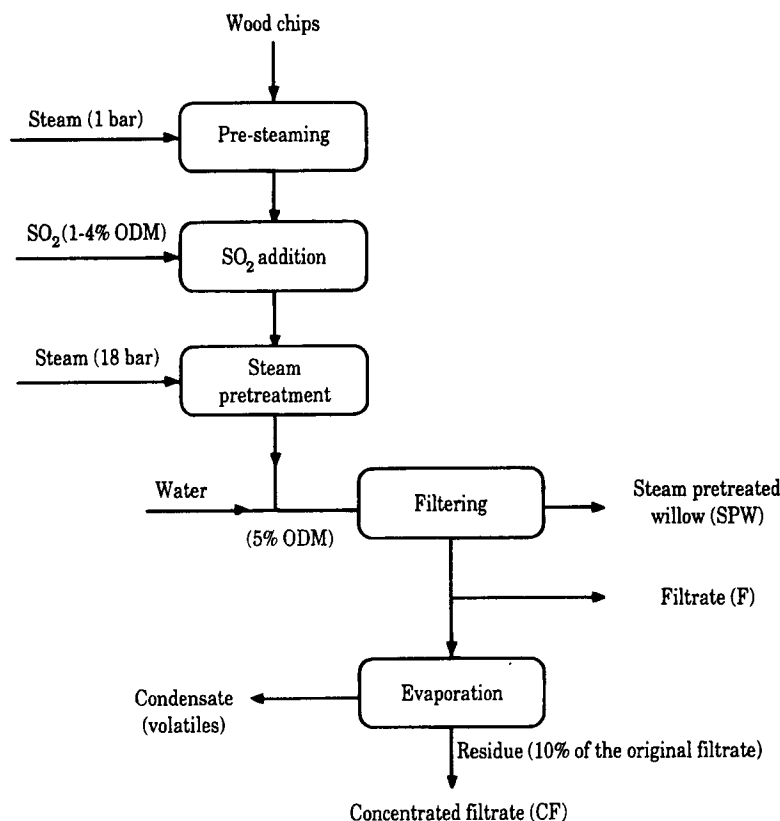 Wood chips
Steam (1 bar)
Pre-steaming
SO₂ (1-4% ODM)
SO₂ addition
Steam (18 bar)
Steam
pretreatment
Water
(5% ODM)
Filtering
Steam pretreated
willow (SPW)
Filtrate (F)
Evaporation
Condensate
(volatiles)
Residue (10% of the original filtrate)
Concentrated filtrate (CF)